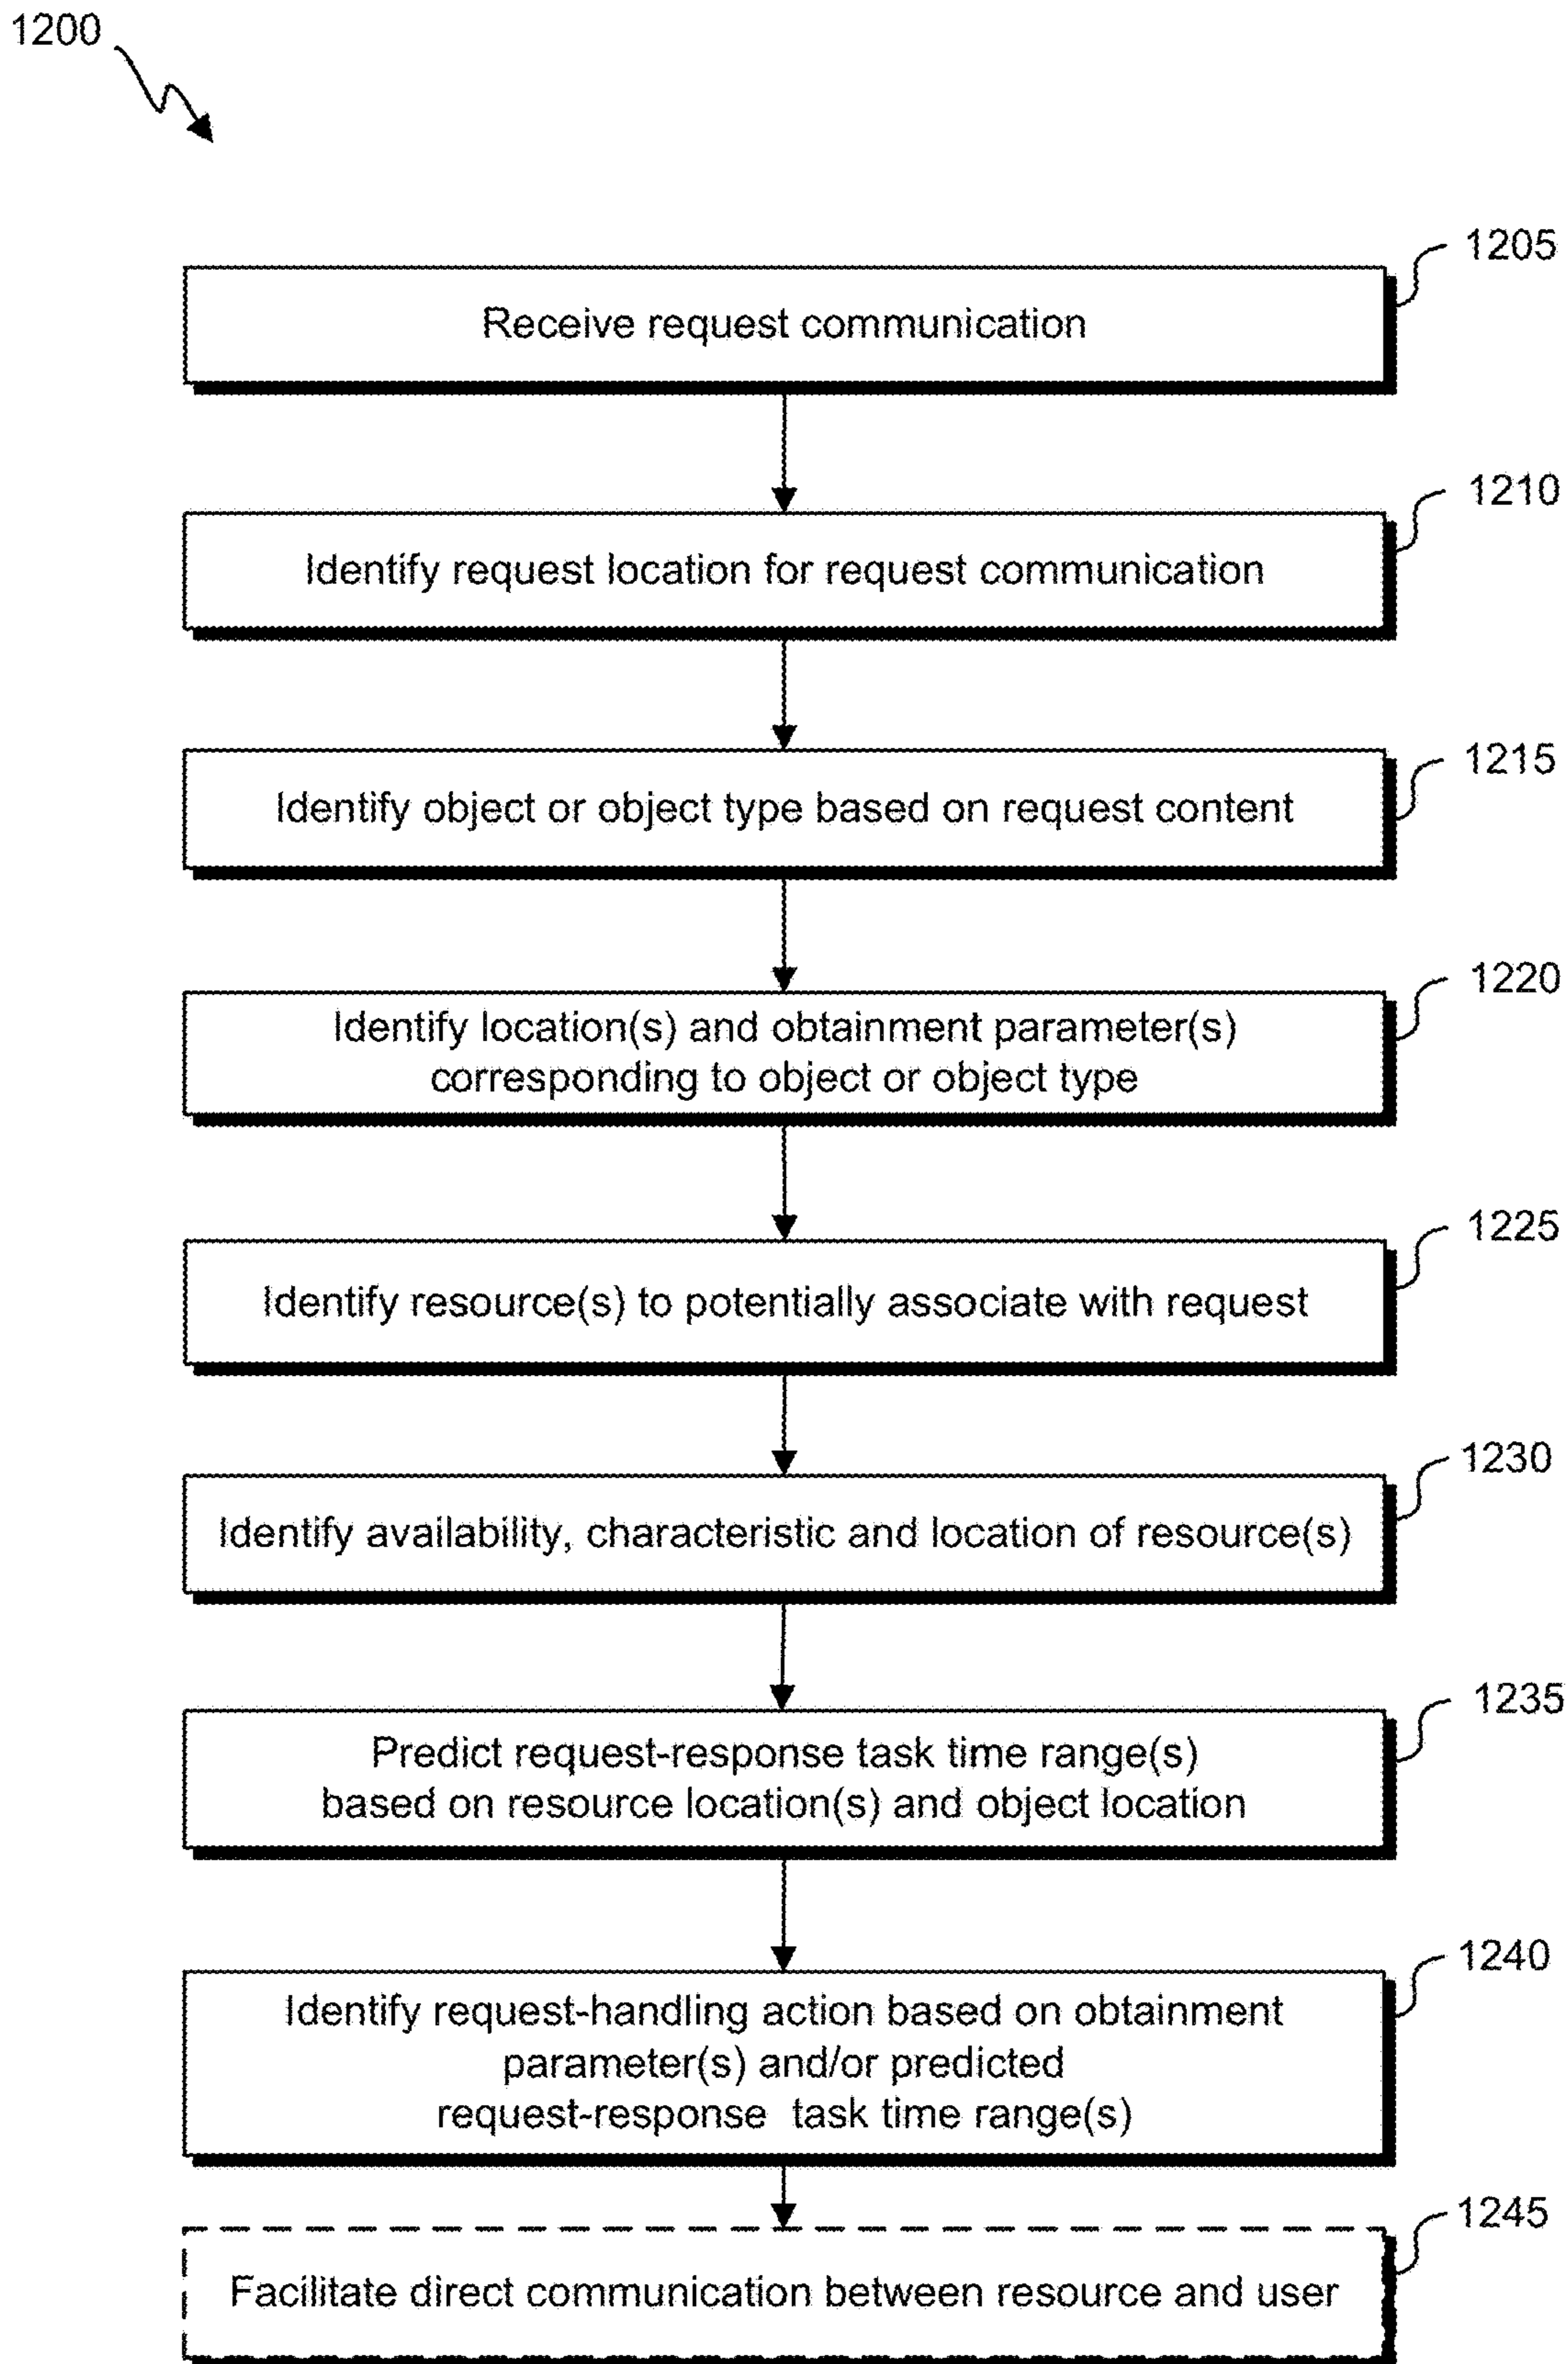 1200
1205
Receive request communication
1210
Identify request location for request communication
1215
Identify object or object type based on request content
1220
Identify location(s) and obtainment parameter(s)
corresponding to object or object type
1225
Identify resource(s) to potentially associate with request
1230
Identify availability, characteristic and location of resource(s)
1235
Predict request-response task time range(s)
based on resource location(s) and object location
1240
Identify request-handling action based on obtainment
parameter(s) and/or predicted
request-response task time range(s)
1245
Facilitate direct communication between resource and user